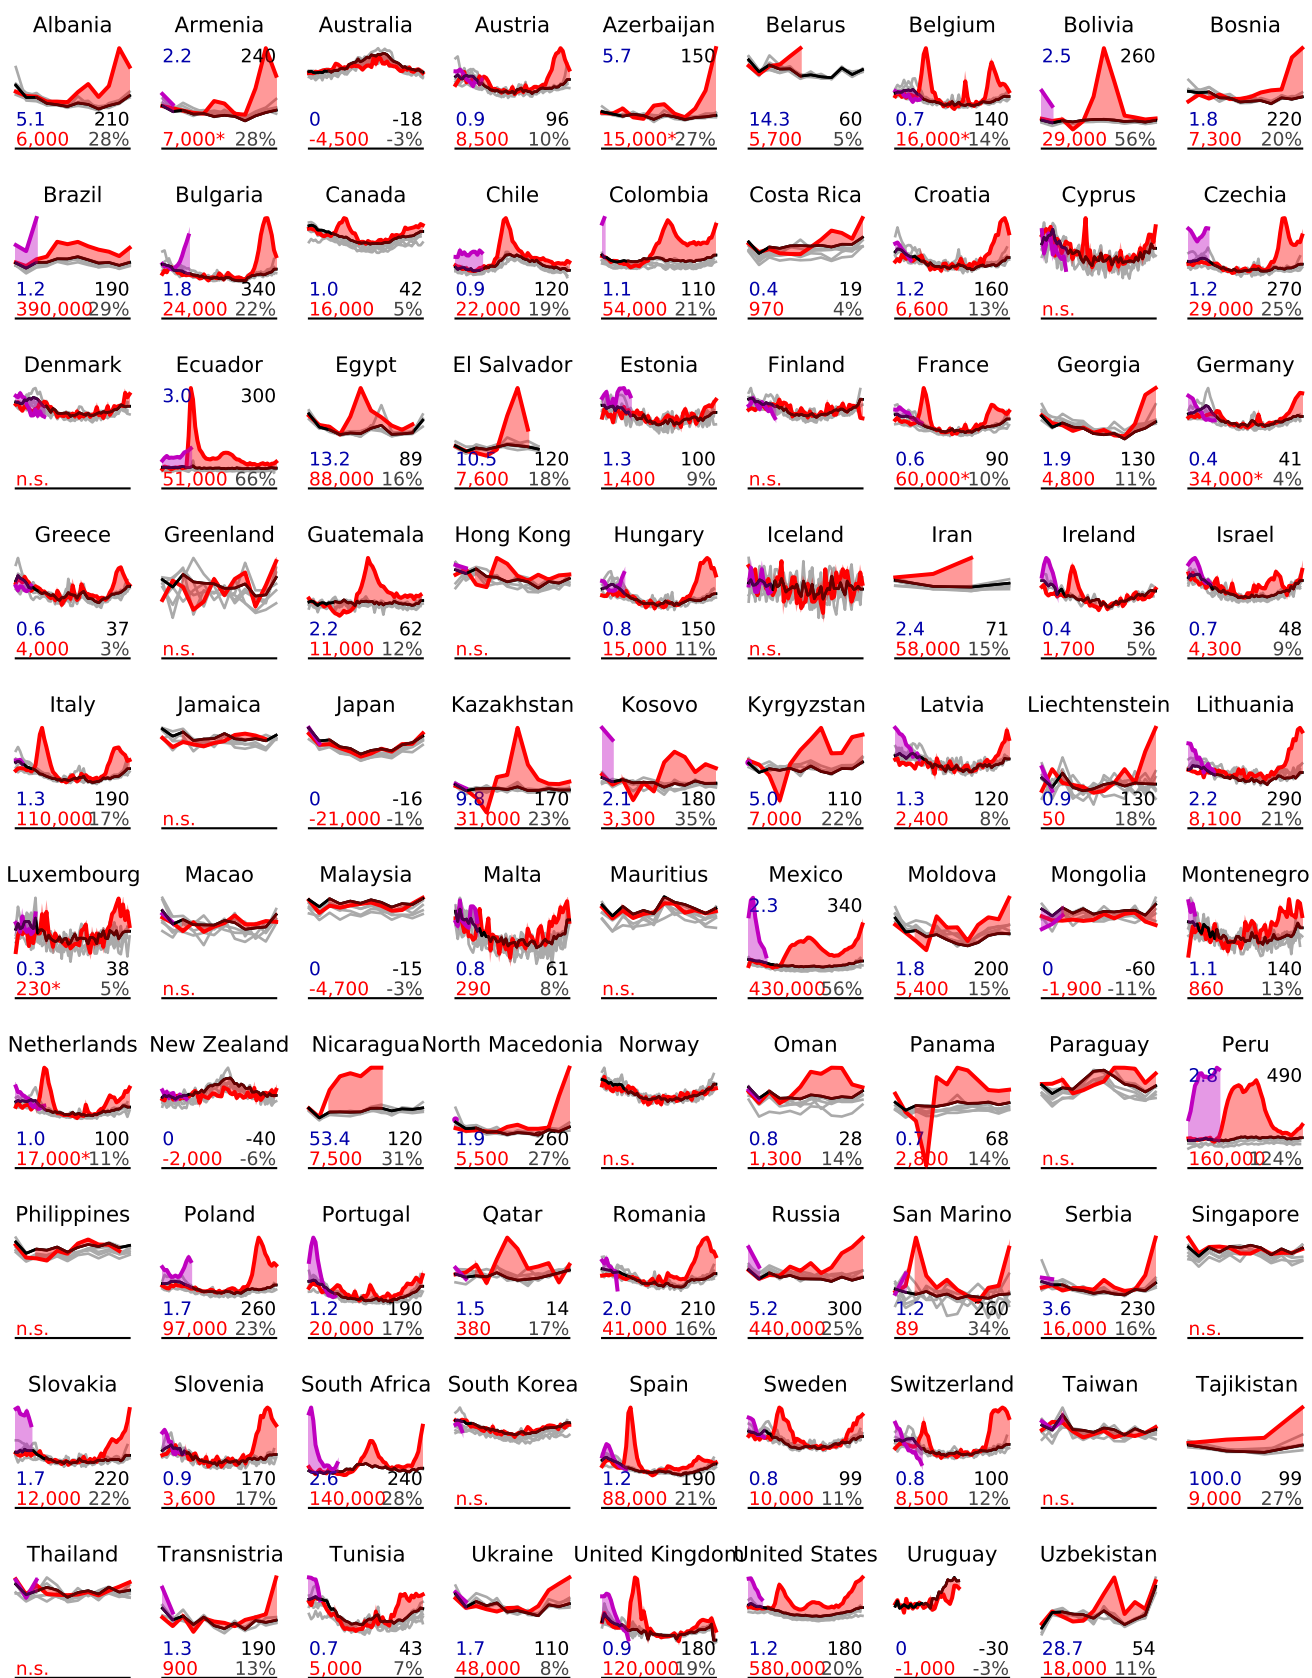 Albania Armenia Australia Austria Azerbaijan Belarus Belgium Bolivia Bosnia
2.2 240 5.7 150 2.5 260
5.1 210 0 -18 0.9 96 14.3 60 0.7 140 1.8 220
6,000 28% 7,000* 28% -4,500 -3% 8,500 10% 15,000* 27% 5,700 5% 16,000* 14% 29,000 56% 7,300 20%
Brazil Bulgaria Canada Chile Colombia Costa Rica Croatia Cyprus Czechia
1.2 190 1.8 340 1.0 42 0.9 120 1.1 110 0.4 19 1.2 160 1.2 270
390,000 29% 24,000 22% 16,000 5% 22,000 19% 54,000 21% 970 4% 6,600 13% n.s. 29,000 25%
Denmark Ecuador Egypt El Salvador Estonia Finland France Georgia Germany
3.0 300
13.2 89 10.5 120 1.3 100 0.6 90 1.9 130 0.4 41
n.s. 51,000 66% 88,000 16% 7,600 18% 1,400 9% n.s. 60,000* 10% 4,800 11% 34,000* 4%
Greece Greenland Guatemala Hong Kong Hungary Iceland Iran Ireland Israel
0.6 37 2.2 62 0.8 150 2.4 71 0.4 36 0.7 48
4,000 3% n.s. 11,000 12% n.s. 15,000 11% n.s. 58,000 15% 1,700 5% 4,300 9%
Italy Jamaica Japan Kazakhstan Kosovo Kyrgyzstan Latvia Liechtenstein Lithuania
1.3 190 0 -16 9.8 170 2.1 180 5.0 110 1.3 120 0.9 130 2.2 290
110,000 17% n.s. -21,000 -1% 31,000 23% 3,300 35% 7,000 22% 2,400 8% 50 18% 8,100 21%
Luxembourg Macao Malaysia Malta Mauritius Mexico Moldova Mongolia Montenegro
2.3 340
0.3 38 0 -15 0.8 61 1.8 200 0 -60 1.1 140
230* 5% n.s. -4,700 -3% 290 8% n.s. 430,000 56% 5,400 15% -1,900 -11% 860 13%
Netherlands New Zealand Nicaragua North Macedonia Norway Oman Panama Paraguay Peru
2.8 490
1.0 100 0 -40 53.4 120 1.9 260 0.8 28 0.7 68
17,000* 11% -2,000 -6% 7,500 31% 5,500 27% n.s. 1,300 14% 2,800 14% n.s. 160,000 124%
Philippines Poland Portugal Qatar Romania Russia San Marino Serbia Singapore
1.7 260 1.2 190 1.5 14 2.0 210 5.2 300 1.2 260 3.6 230
n.s. 97,000 23% 20,000 17% 380 17% 41,000 16% 440,000 25% 89 34% 16,000 16% n.s.
Slovakia Slovenia South Africa South Korea Spain Sweden Switzerland Taiwan Tajikistan
1.7 220 0.9 170 2.6 240 1.2 190 0.8 99 0.8 100 100.0 99
12,000 22% 3,600 17% 140,000 28% n.s. 88,000 21% 10,000 11% 8,500 12% n.s. 9,000 27%
Thailand Transnistria Tunisia Ukraine United Kingdom United States Uruguay Uzbekistan
1.3 190 0.7 43 1.7 110 0.9 180 1.2 180 0 -30 28.7 54
n.s. 900 13% 5,000 7% 48,000 8% 120,000 19% 580,000 20% -1,000 -3% 18,000 11%